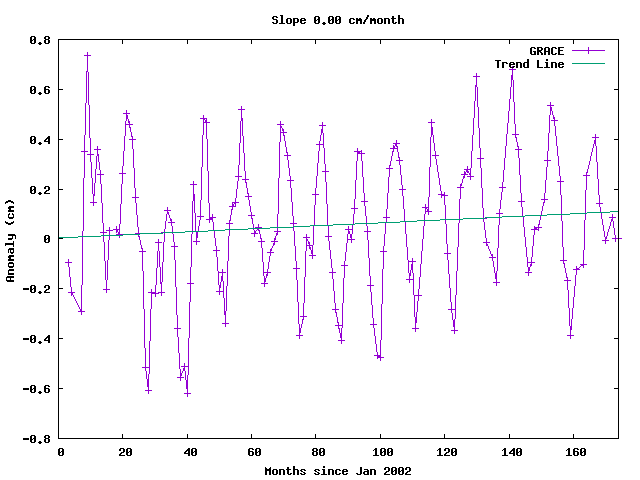 Slope 0.00 cm/month
GRACE
Trend Line
0.8
0.6
0.4
0.2
0
-0.2
-0.4
-0.6
-0.8
Anomaly (cm)
0 20 40 60 80 100 120 140 160
Months since Jan 2002